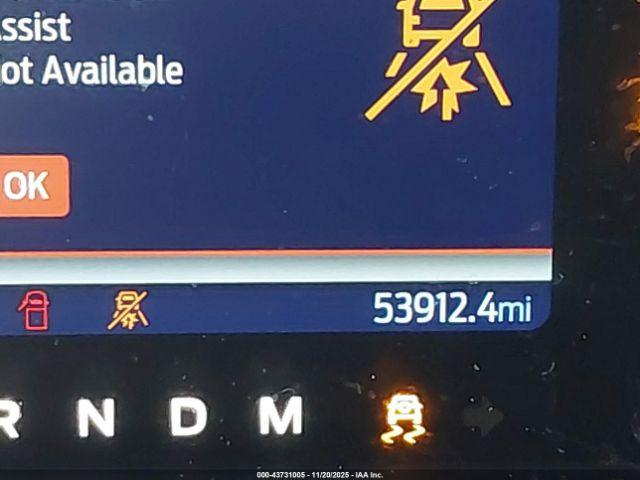 ssist
ot Available
OK
53912.4mi
R N D M
000-43731005 - 11/20/2025 - IAA Inc.